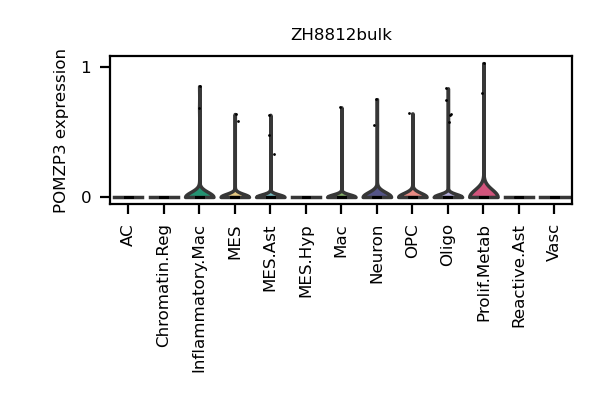 ZH8812bulk
POMZP3 expression
1
0
AC
Chromatin.Reg
Inflammatory.Mac
MES
MES.Ast
MES.Hyp
Mac
Neuron
OPC
Oligo
Prolif.Metab
Reactive.Ast
Vasc